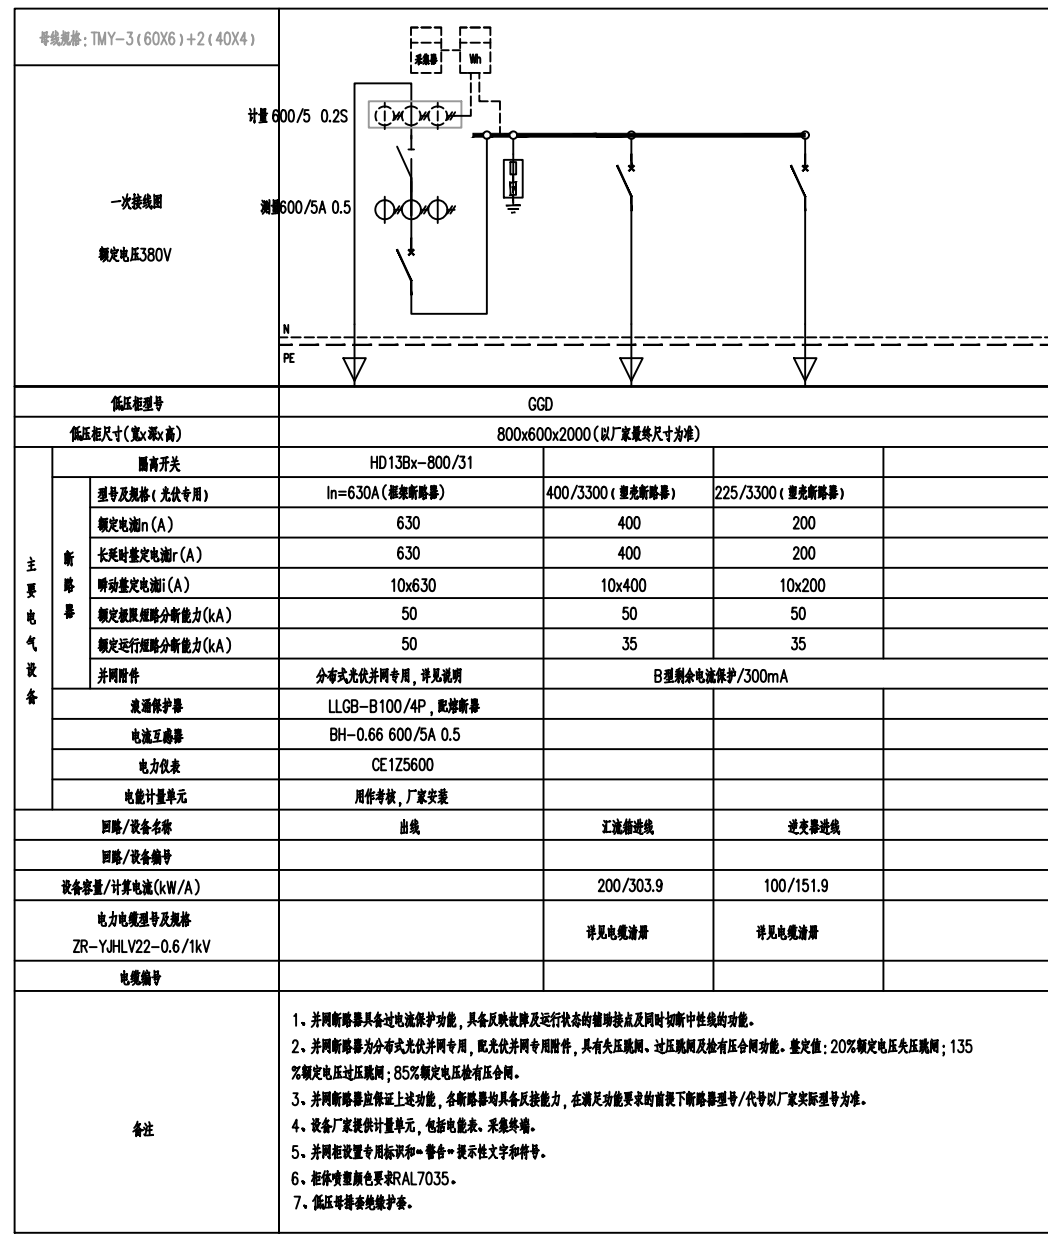 母线规格:TMY-3(60X6)+2(40X4)
采集器
Wh
计量 600/5 0.2S
一次接线图
测量600/5A 0.5
额定电压380V
N
PE
低压柜型号
GGD
低压柜尺寸(宽x深x高)
800x600x2000(以厂家最终尺寸为准)
主要电气设备
隔离开关
HD13Bx-800/31
断路器
型号及规格(光伏专用)
In=630A(框架断路器)
400/3300(塑壳断路器)
225/3300(塑壳断路器)
额定电流In(A)
630
400
200
长延时整定电流Ir(A)
630
400
200
瞬动整定电流Ii(A)
10x630
10x400
10x200
额定极限短路分断能力(kA)
50
50
50
额定运行短路分断能力(kA)
50
35
35
并网附件
分布式光伏并网专用,详见说明
B型剩余电流保护/300mA
浪涌保护器
LLGB-B100/4P,配熔断器
电流互感器
BH-0.66 600/5A 0.5
电力仪表
CE1Z5600
电能计量单元
用作考核,厂家安装
回路/设备名称
出线
汇流箱进线
逆变器进线
回路/设备编号
设备容量/计算电流(kW/A)
200/303.9
100/151.9
电力电缆型号及规格
ZR-YJHLV22-0.6/1kV
详见电缆清册
详见电缆清册
电缆编号
备注
1、并网断路器具备过电流保护功能,具备反映故障及运行状态的辅助接点及同时切断中性线的功能。
2、并网断路器为分布式光伏并网专用,配光伏并网专用附件,具有失压跳闸、过压跳闸及检有压合闸功能。整定值:20%额定电压失压跳闸;135
%额定电压过压跳闸;85%额定电压检有压合闸。
3、并网断路器应保证上述功能,各断路器均具备反接能力,在满足功能要求的前提下断路器型号/代号以厂家实际型号为准。
4、设备厂家提供计量单元,包括电能表、采集终端。
5、并网柜设置专用标识和"警告"提示性文字和符号。
6、柜体喷塑颜色要求RAL7035。
7、低压母排套绝缘护套。